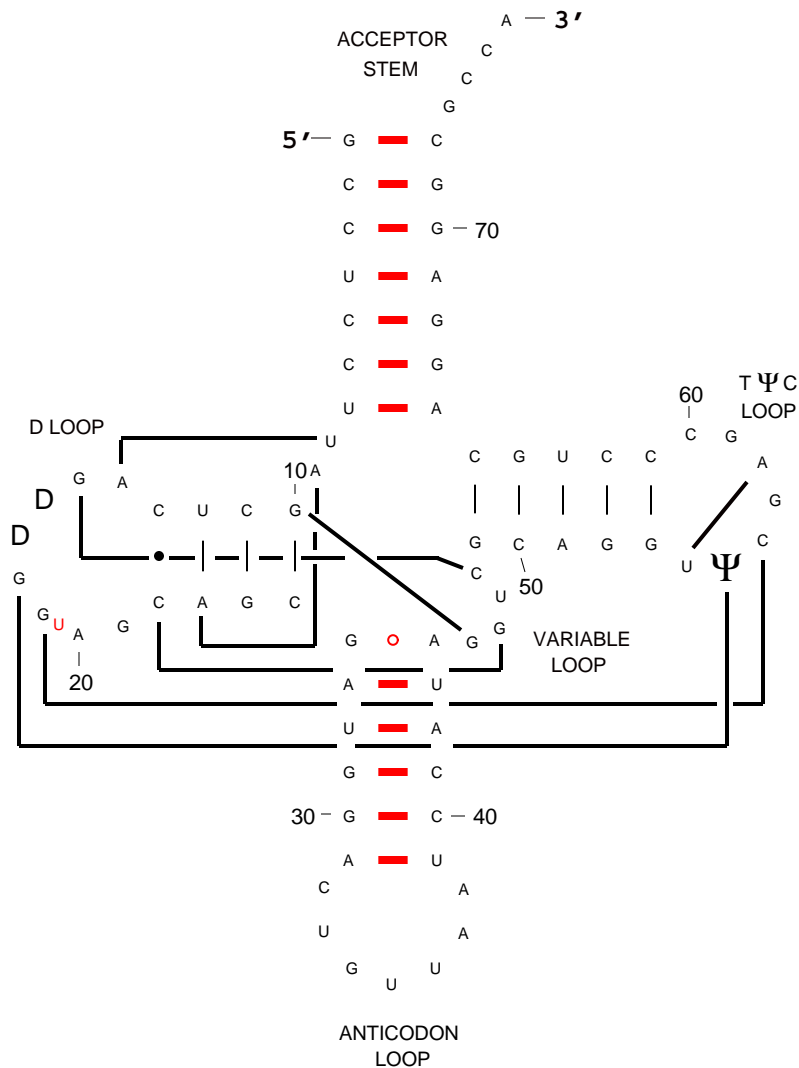 A — 3′
ACCEPTOR
STEM
C
C
G
5′ — G C
C G
C G — 70
U A
C G
C G
U A
T Ψ C
LOOP
60
D LOOP
U
C G
C G U C C
A
G A
10 A
D
G
C U C G
D
G C A G G U Ψ C
C 50
G
U
C A G C
G U A G
G A G G
VARIABLE
LOOP
20
A U
U A
G C
30 — G C — 40
A U
C A
U A
G U U
ANTICODON
LOOP